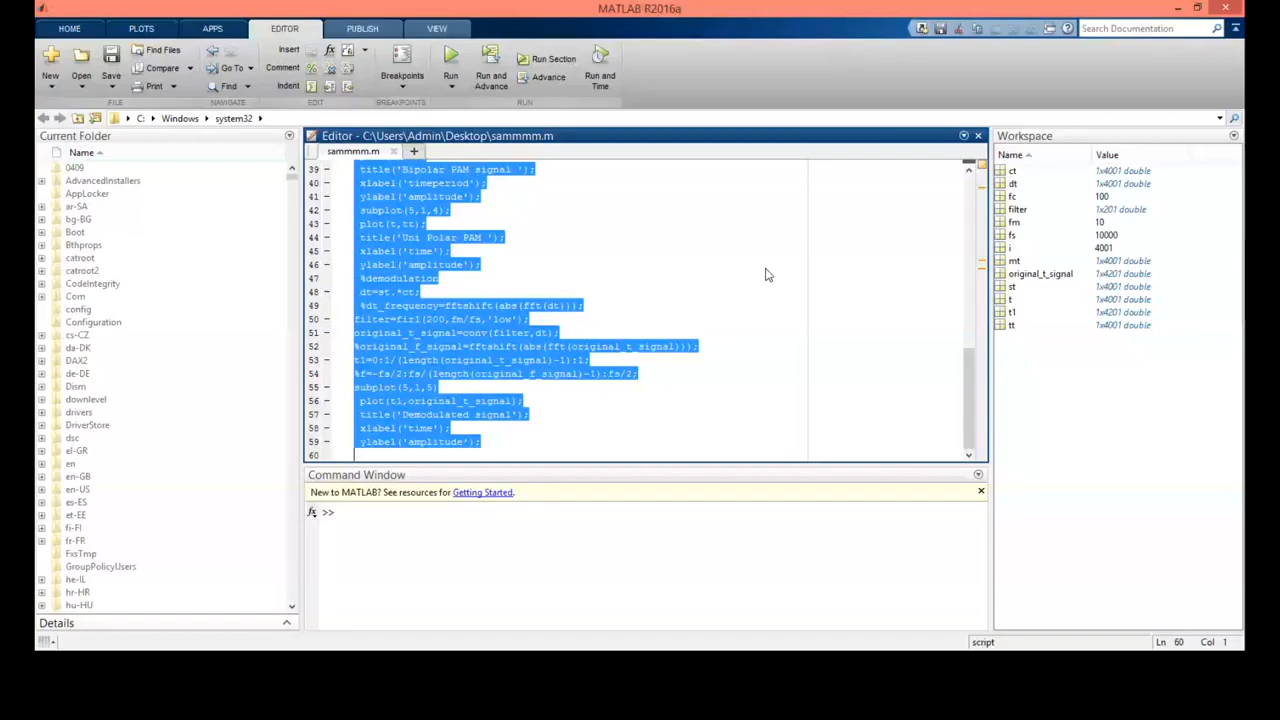 MATLAB R2016a
HOME PLOTS APPS EDITOR PUBLISH VIEW
Search Documentation
New Open Save
Find Files
Compare
Print
Go To
Find
Insert
Comment
Indent
Breakpoints
Run
Run and Advance
Run Section
Advance
Run and Time
FILE NAVIGATE EDIT BREAKPOINTS RUN
C: Windows system32
Current Folder
Name
0409
AdvancedInstallers
AppLocker
ar-SA
bg-BG
Boot
Bthprops
catroot
catroot2
CodeIntegrity
Com
config
Configuration
cs-CZ
da-DK
DAX2
de-DE
Dism
downlevel
drivers
DriverStore
dsc
el-GR
en
en-GB
en-US
es-ES
et-EE
fi-FI
fr-FR
FxsTmp
GroupPolicyUsers
he-IL
hr-HR
hu-HU
Details
Editor - C:\Users\Admin\Desktop\sammmm.m
sammmm.m
39 title('Bipolar PAM signal ');
40 xlabel('timeperiod');
41 ylabel('amplitude');
42 subplot(5,1,4);
43 plot(t,tt);
44 title('Uni Polar PAM ');
45 xlabel('time');
46 ylabel('amplitude');
47 %demodulation
48 dt=st.*ct;
49 %dt_frequency=fftshift(abs(fft(dt)));
50 filter=fir1(200,fm/fs,'low');
51 original_t_signal=conv(filter,dt);
52 %original_f_signal=fftshift(abs(fft(original_t_signal)));
53 t1=0:1/(length(original_t_signal)-1):1;
54 %f=-fs/2:fs/(length(original_f_signal)-1):fs/2;
55 subplot(5,1,5)
56 plot(t1,original_t_signal);
57 title('Demodulated signal');
58 xlabel('time');
59 ylabel('amplitude');
60
Command Window
New to MATLAB? See resources for Getting Started.
fx >>
Workspace
Name Value
ct 1x4001 double
dt 1x4001 double
fc 100
filter 1x201 double
fm 10
fs 10000
i 4001
mt 1x4001 double
original_t_signal 1x4201 double
st 1x4001 double
t 1x4001 double
t1 1x4201 double
tt 1x4001 double
script Ln 60 Col 1